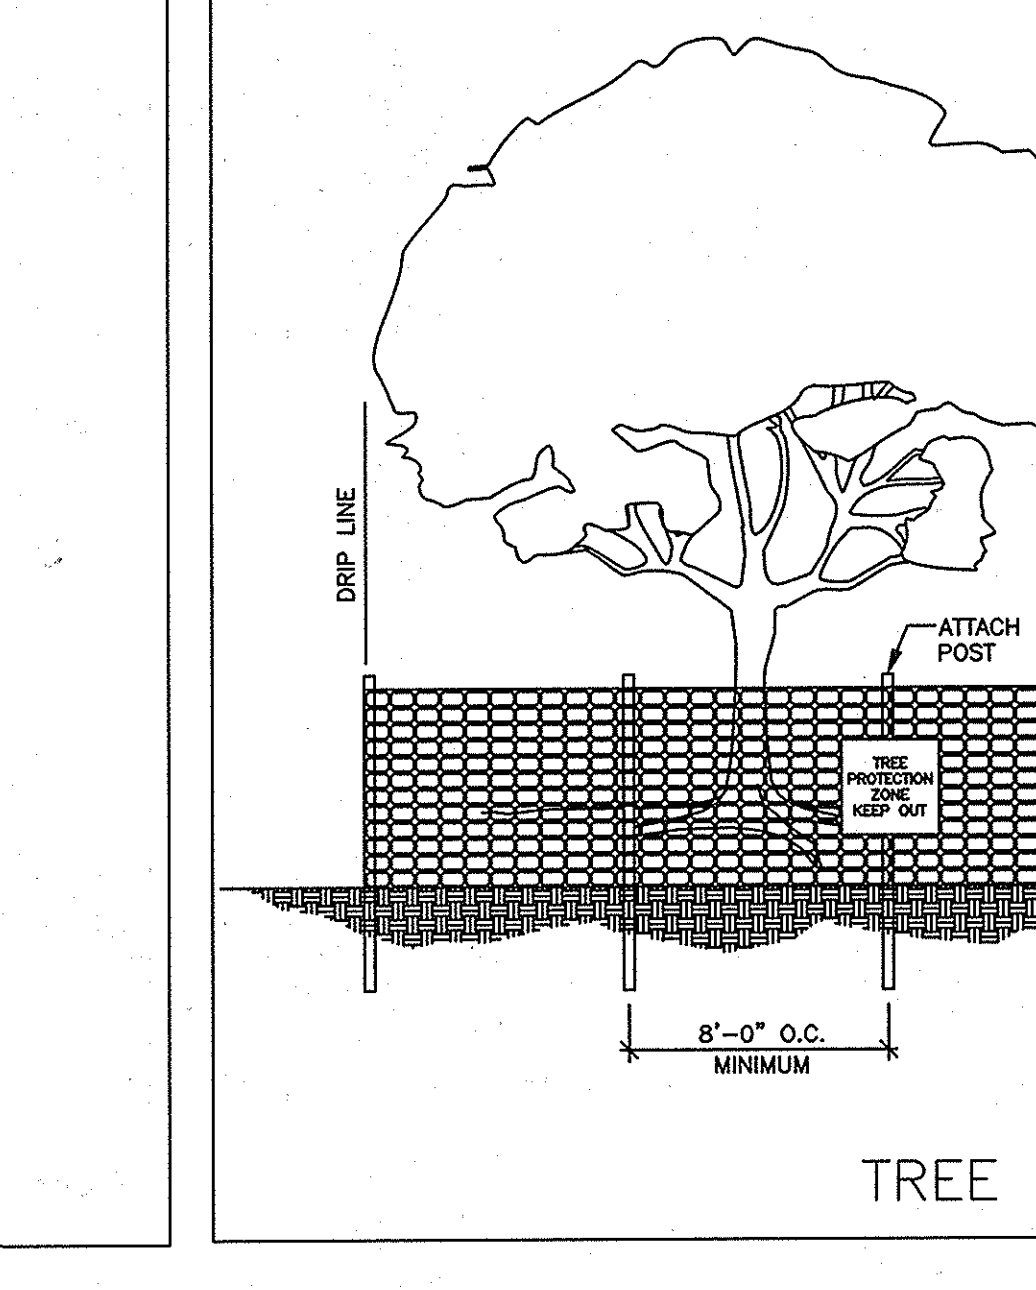 DRIP LINE
ATTACH
POST
TREE
PROTECTION
ZONE
KEEP OUT
8'-0" O.C.
MINIMUM
TREE